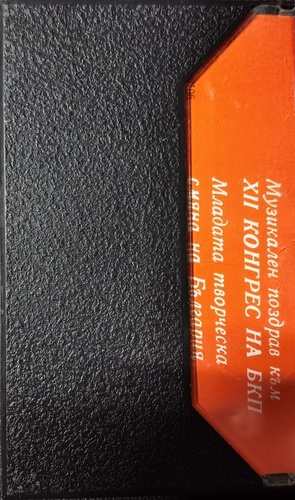 Музикален поздрав към
XII КОНГРЕС НА БКП
Младата творческа
смяна на България